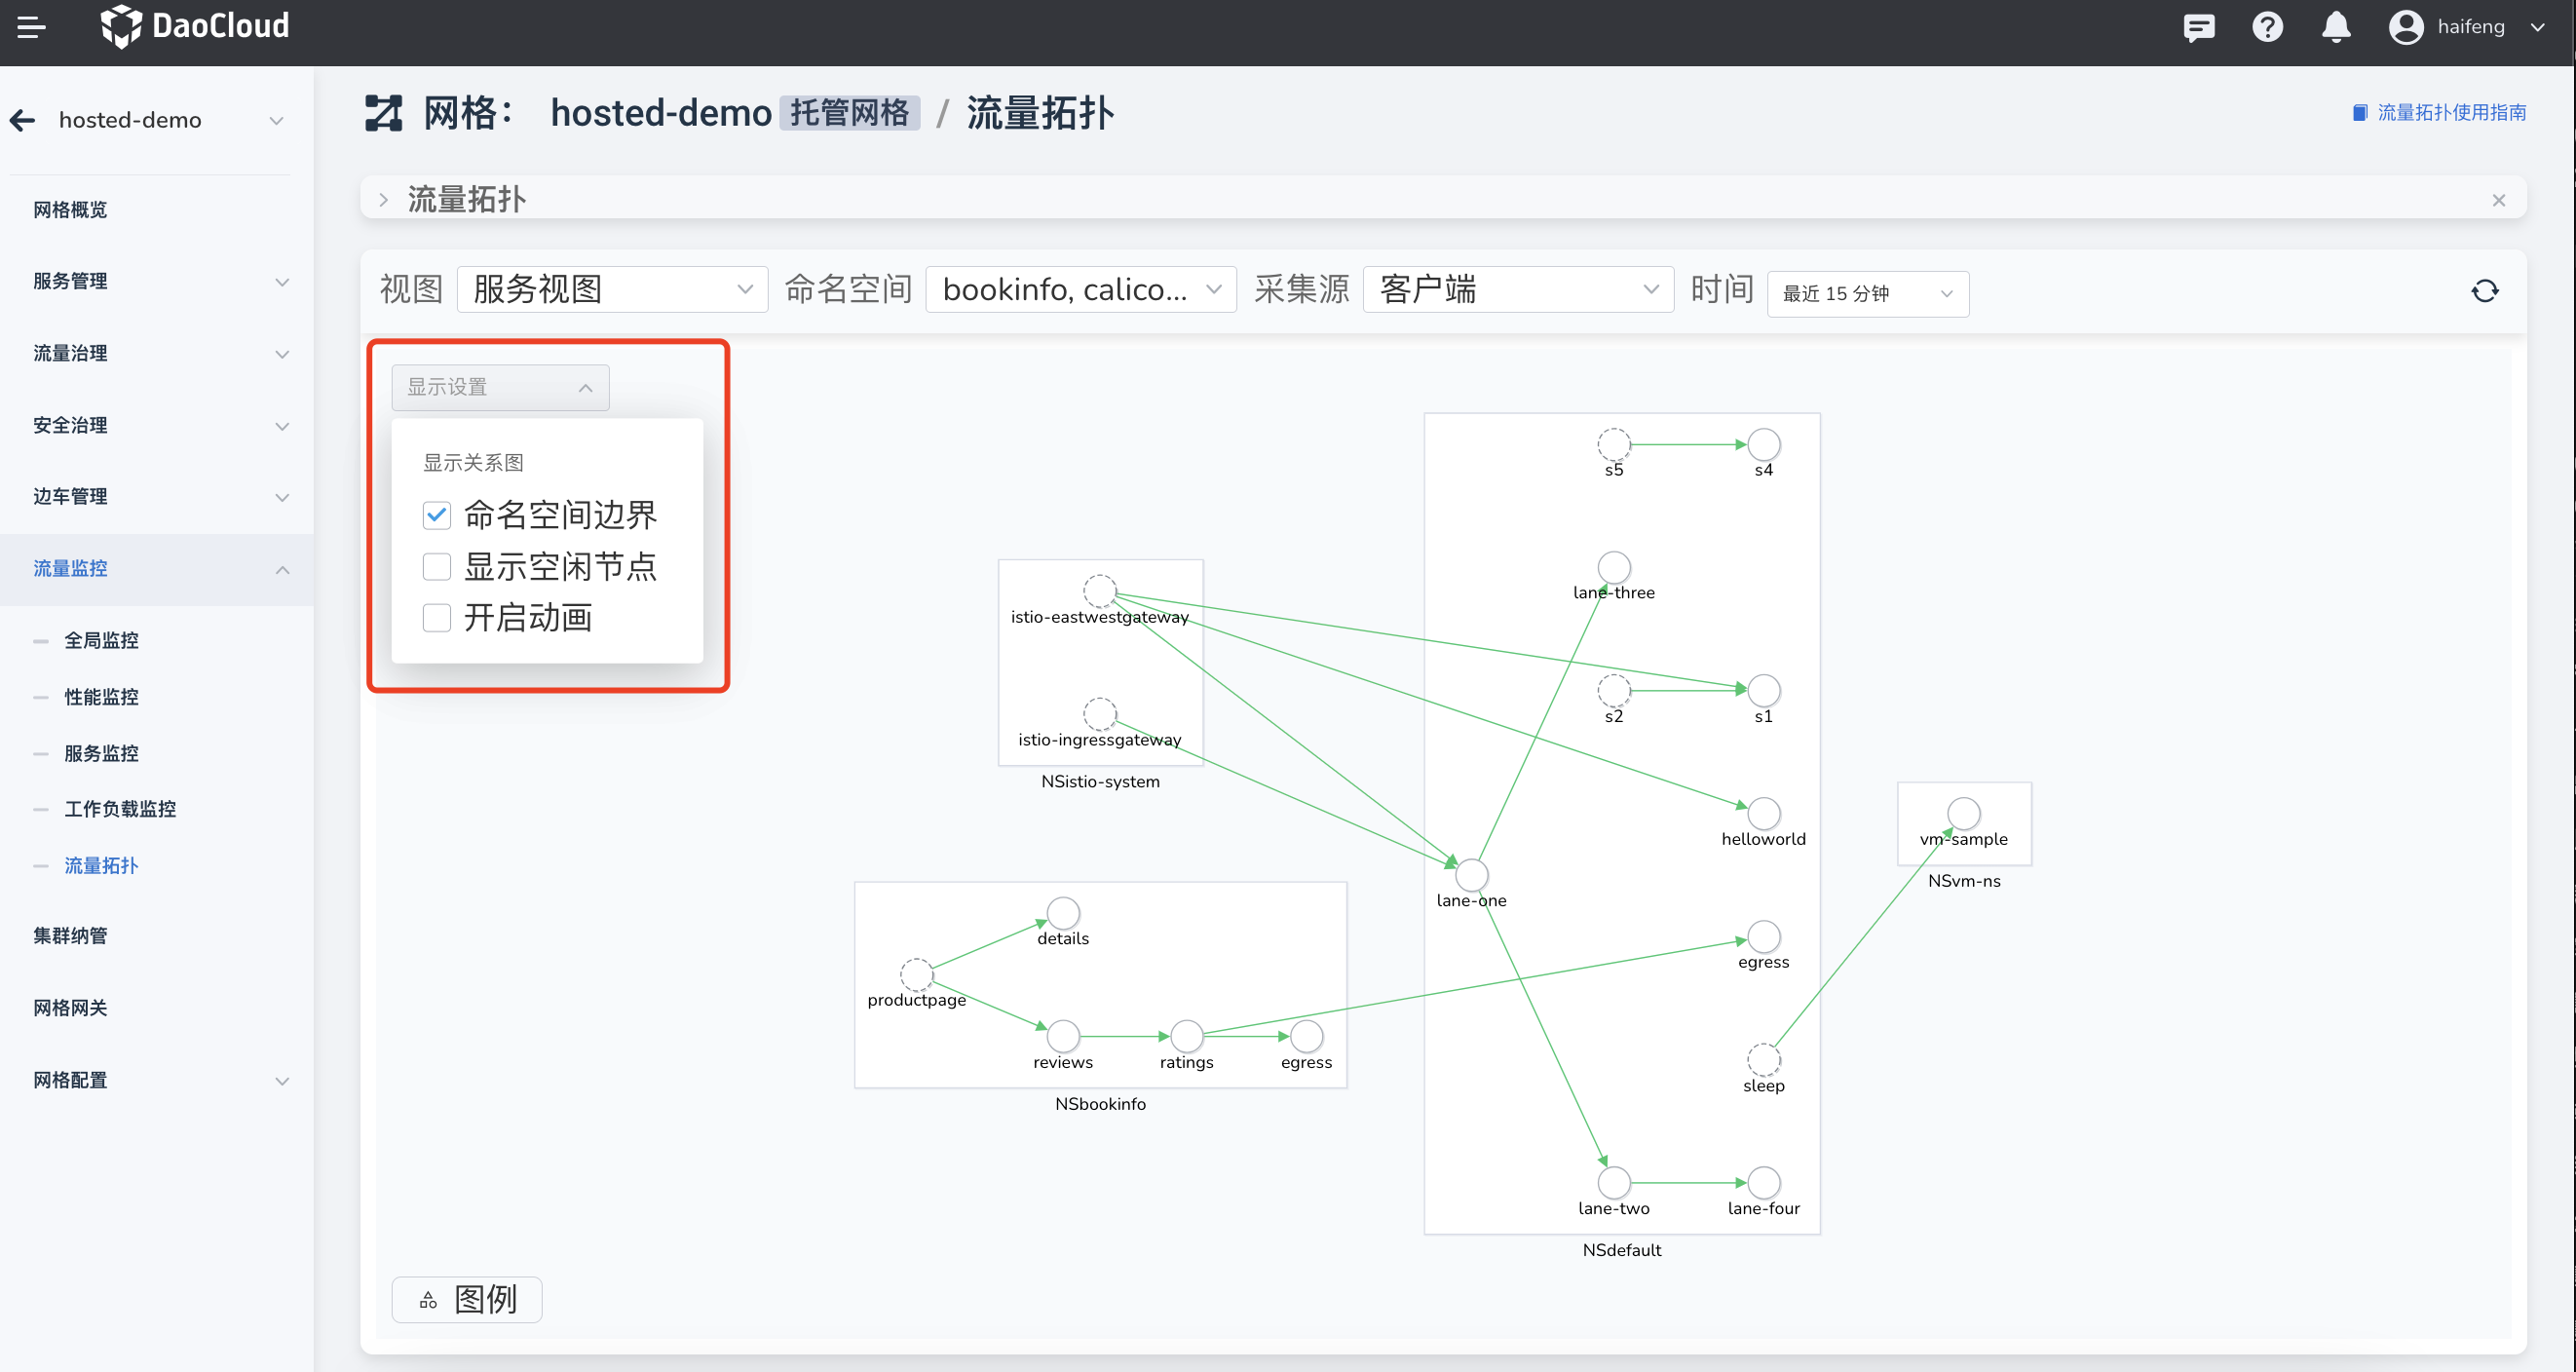 DaoCloud
haifeng
hosted-demo
网格概览
服务管理
流量治理
安全治理
边车管理
流量监控
全局监控
性能监控
服务监控
工作负载监控
流量拓扑
集群纳管
网格网关
网格配置
网格： hosted-demo 托管网格 / 流量拓扑
流量拓扑使用指南
流量拓扑
视图 服务视图 命名空间 bookinfo, calico... 采集源 客户端 时间 最近 15 分钟
显示设置
显示关系图
命名空间边界
显示空闲节点
开启动画
s5
s4
lane-three
istio-eastwestgateway
s2
s1
istio-ingressgateway
NSistio-system
helloworld
vm-sample
NSvm-ns
lane-one
details
egress
productpage
reviews
ratings
egress
sleep
NSbookinfo
lane-two
lane-four
NSdefault
图例